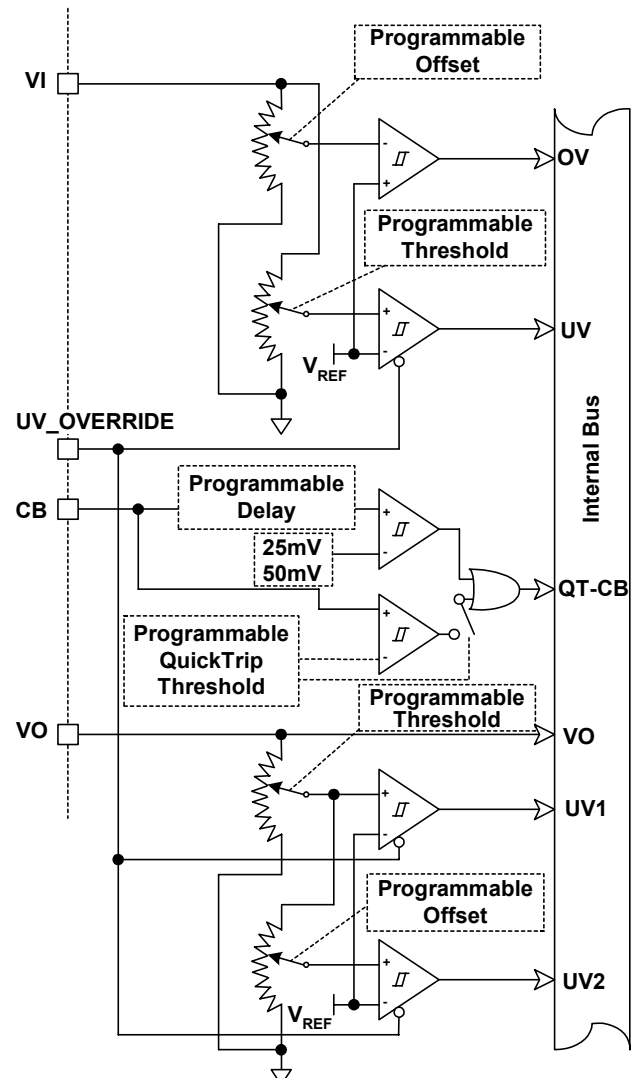 Programmable
Offset
VI
OV
Programmable
Threshold
UV
VREF
UV_OVERRIDE
Internal Bus
CB
Programmable
Delay
25mV
50mV
QT-CB
Programmable
QuickTrip
Threshold
Programmable
Threshold
VO
VO
UV1
Programmable
Offset
UV2
VREF